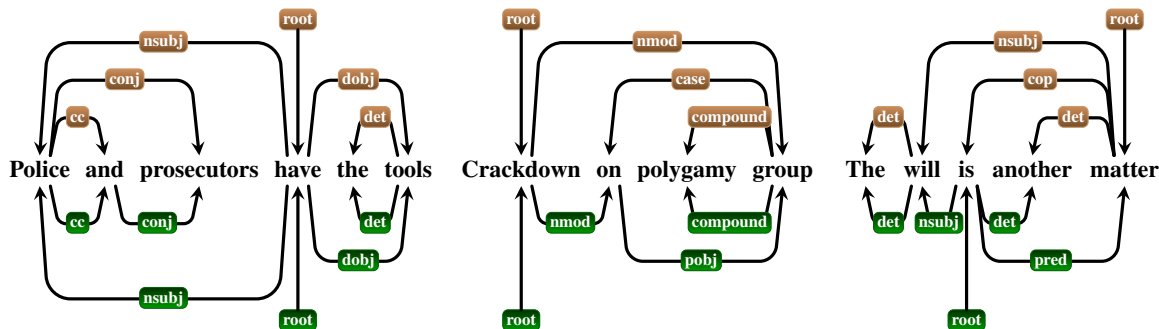 root root root
nsubj nmod nsubj
conj dobj case cop
cc det compound det det
Police and prosecutors have the tools Crackdown on polygamy group The will is another matter
cc conj det nmod compound det nsubj det
dobj pobj pred
nsubj
root root root